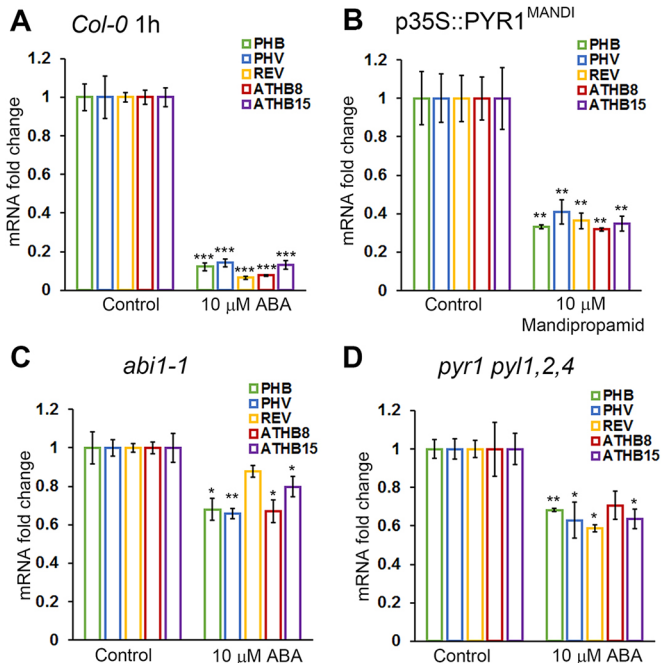 A
Col-0 1h
PHB
PHV
REV
ATHB8
ATHB15
mRNA fold change
1.2
1
0.8
0.6
0.4
0.2
0
*** *** *** *** ***
Control
10 µM ABA
B
p35S::PYR1MANDI
PHB
PHV
REV
ATHB8
ATHB15
mRNA fold change
1.2
1
0.8
0.6
0.4
0.2
0
** ** ** ** **
Control
10 µM
Mandipropamid
C
abi1-1
PHB
PHV
REV
ATHB8
ATHB15
mRNA fold change
1.2
1
0.8
0.6
0.4
0.2
0
* ** * *
Control
10 µM ABA
D
pyr1 pyl1,2,4
PHB
PHV
REV
ATHB8
ATHB15
mRNA fold change
1.2
1
0.8
0.6
0.4
0.2
0
** * * *
Control
10 µM ABA